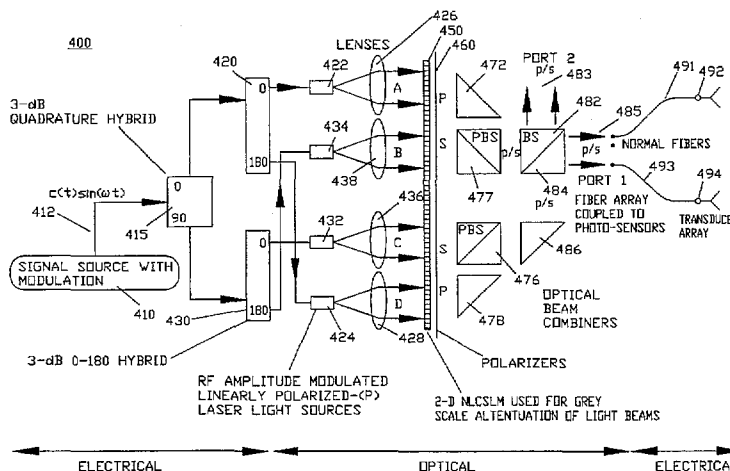 400
420
LENSES
426
450
460
422
A
P
472
PORT 2
p/s
483
491
492
3-dB
QUADRATURE HYBRID
0
434
S
PBS
p/s
BS
482
485
p/s
NORMAL FIBERS
180
B
438
477
484
PORT 1
493
494
c(t)sin(ωt)
0
90
412
415
436
p/s
FIBER ARRAY
COUPLED TO
PHOTO-SENSORS
TRANSDUCE
ARRAY
0
432
C
S
PBS
486
SIGNAL SOURCE WITH
MODULATION
476
430
180
P
OPTICAL
BEAM
COMBINERS
410
D
478
424
428
3-dB 0-180 HYBRID
POLARIZERS
RF AMPLITUDE MODULATED
LINEARLY POLARIZED-(P)
LASER LIGHT SOURCES
2-D NLCSLM USED FOR GREY
SCALE ALTENTUATION OF LIGHT BEAMS
ELECTRICAL
OPTICAL
ELECTRICA